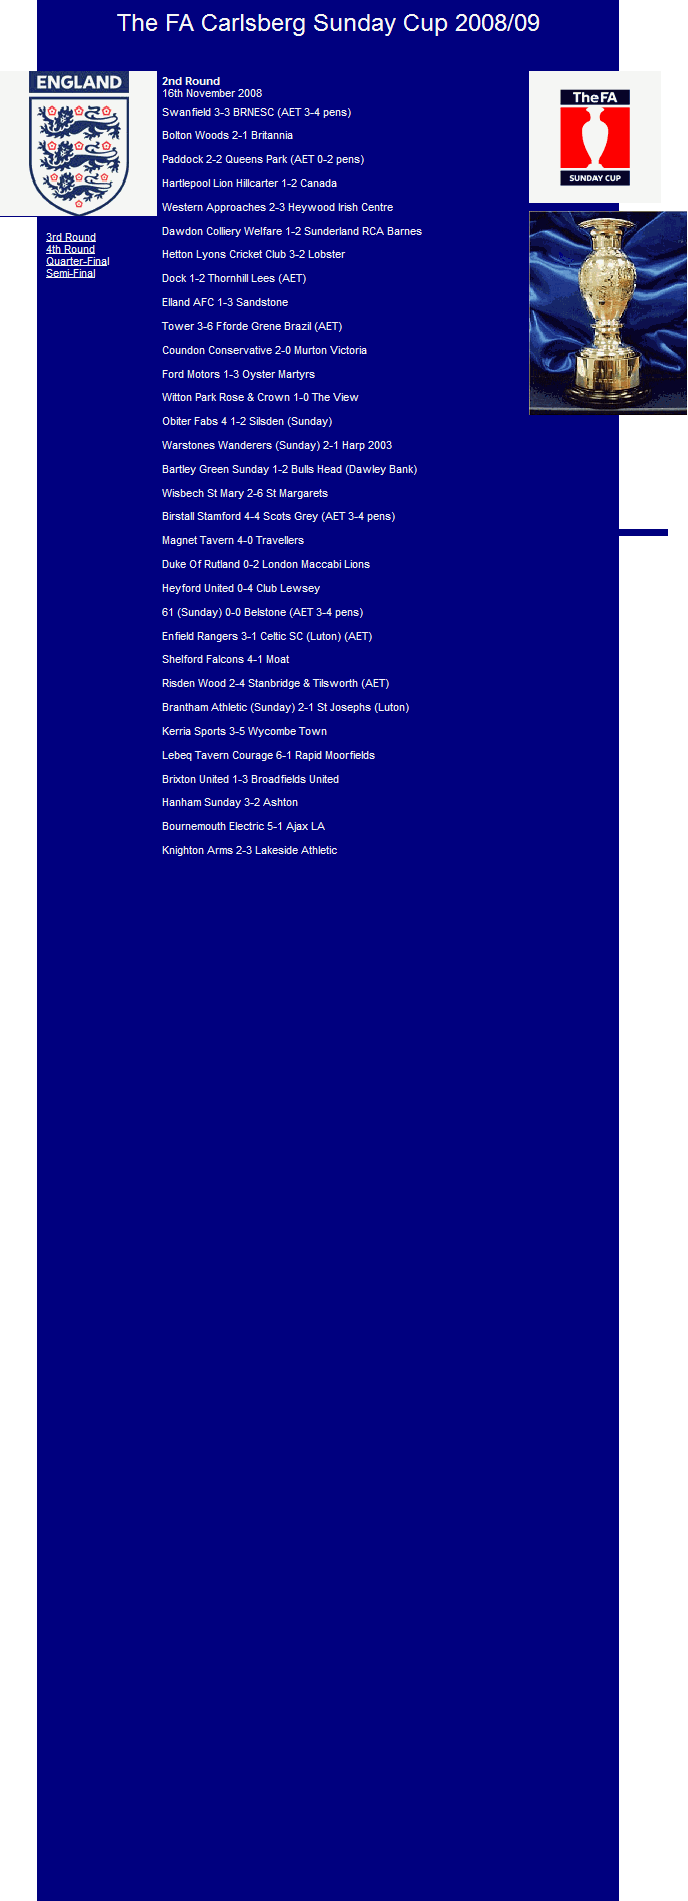 The FA Carlsberg Sunday Cup 2008/09
ENGLAND
3rd Round
4th Round
Quarter-Final
Semi-Final
2nd Round
16th November 2008
Swanfield 3-3 BRNESC (AET 3-4 pens)
Bolton Woods 2-1 Britannia
Paddock 2-2 Queens Park (AET 0-2 pens)
Hartlepool Lion Hillcarter 1-2 Canada
Western Approaches 2-3 Heywood Irish Centre
Dawdon Colliery Welfare 1-2 Sunderland RCA Barnes
Hetton Lyons Cricket Club 3-2 Lobster
Dock 1-2 Thornhill Lees (AET)
Elland AFC 1-3 Sandstone
Tower 3-6 Fforde Grene Brazil (AET)
Coundon Conservative 2-0 Murton Victoria
Ford Motors 1-3 Oyster Martyrs
Witton Park Rose & Crown 1-0 The View
Obiter Fabs 4 1-2 Silsden (Sunday)
Warstones Wanderers (Sunday) 2-1 Harp 2003
Bartley Green Sunday 1-2 Bulls Head (Dawley Bank)
Wisbech St Mary 2-6 St Margarets
Birstall Stamford 4-4 Scots Grey (AET 3-4 pens)
Magnet Tavern 4-0 Travellers
Duke Of Rutland 0-2 London Maccabi Lions
Heyford United 0-4 Club Lewsey
61 (Sunday) 0-0 Belstone (AET 3-4 pens)
Enfield Rangers 3-1 Celtic SC (Luton) (AET)
Shelford Falcons 4-1 Moat
Risden Wood 2-4 Stanbridge & Tilsworth (AET)
Brantham Athletic (Sunday) 2-1 St Josephs (Luton)
Kerria Sports 3-5 Wycombe Town
Lebeq Tavern Courage 6-1 Rapid Moorfields
Brixton United 1-3 Broadfields United
Hanham Sunday 3-2 Ashton
Bournemouth Electric 5-1 Ajax LA
Knighton Arms 2-3 Lakeside Athletic
TheFA
SUNDAY CUP